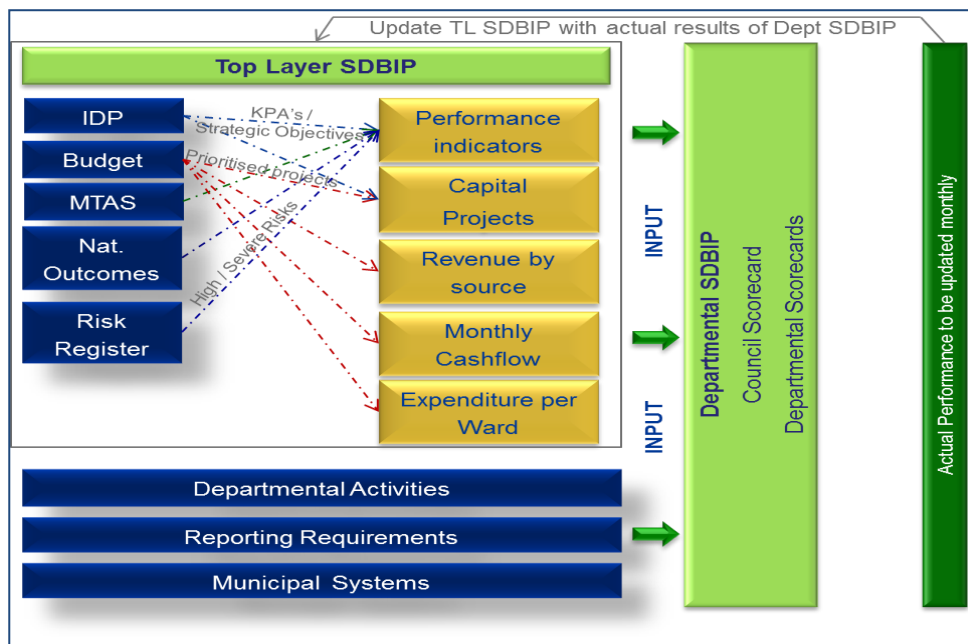 Update TL SDBIP with actual results of Dept SDBIP
Top Layer SDBIP
IDP
Budget
MTAS
Nat.
Outcomes
Risk
Register
KPA's /
Strategic Objectives
Prioritised projects
High / Severe Risks
Performance
indicators
Capital
Projects
Revenue by
source
Monthly
Cashflow
Expenditure per
Ward
INPUT
INPUT
Departmental SDBIP
Council Scorecard
Departmental Scorecards
Actual Performance to be updated monthly
Departmental Activities
Reporting Requirements
Municipal Systems